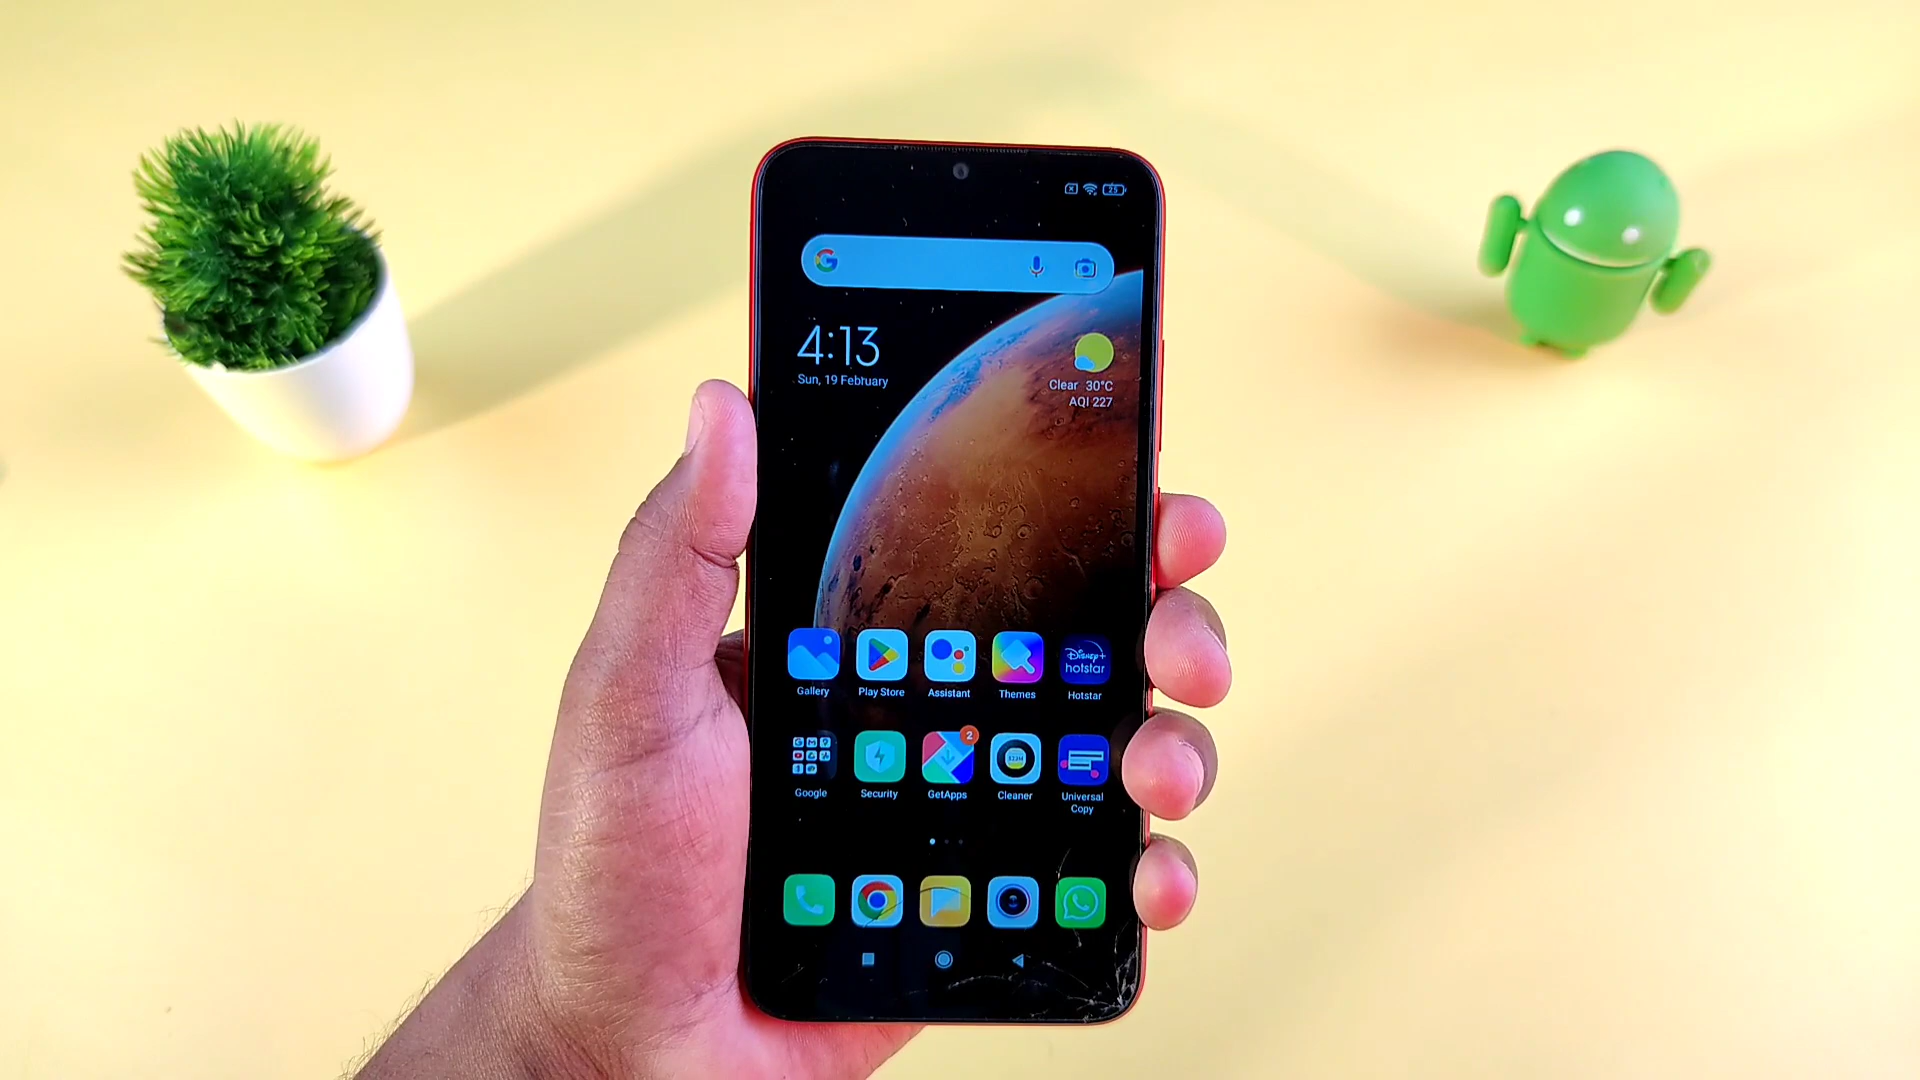 25
4:13
Sun, 19 February
Clear 30°C
AQI 227
Disney+
hotstar
Gallery
Play Store
Assistant
Themes
Hotstar
2
Google
Security
GetApps
Cleaner
Universal
Copy